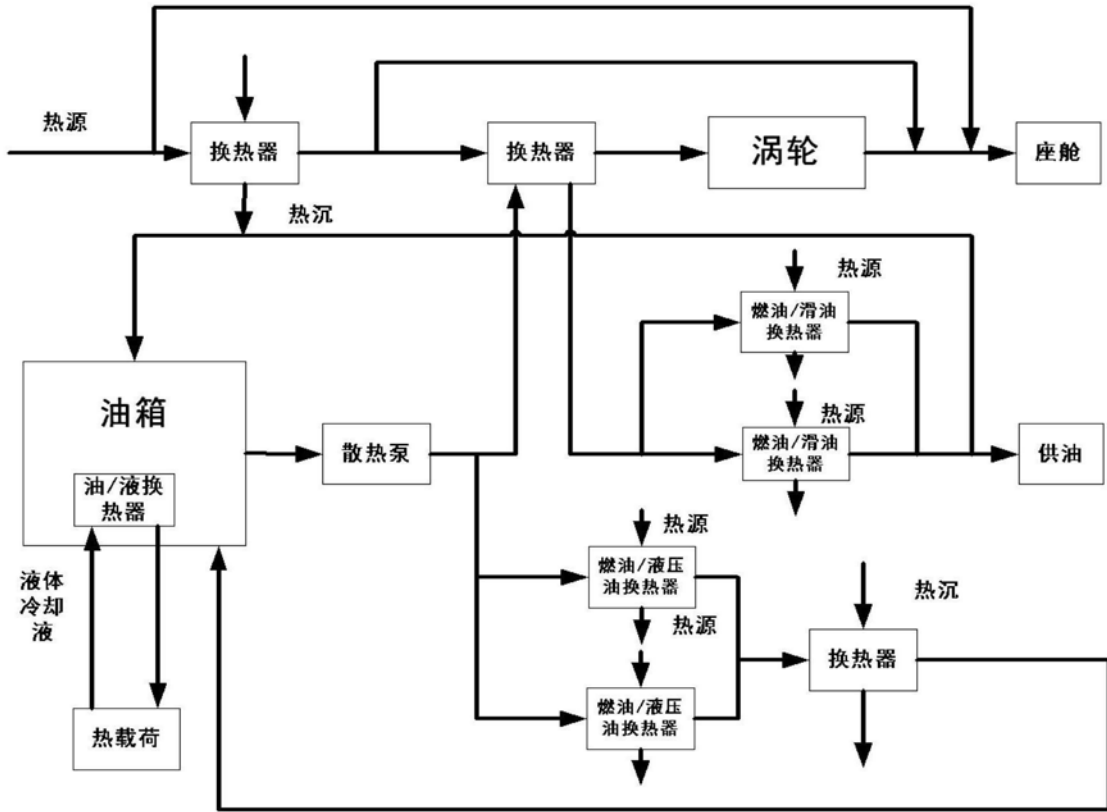 热源
换热器
换热器
涡轮
座舱
热沉
热源
燃油/滑油
换热器
热源
燃油/滑油
换热器
供油
油箱
散热泵
油/液换
热器
液体
冷却
液
热载荷
热源
燃油/液压
油换热器
热源
燃油/液压
油换热器
热沉
换热器